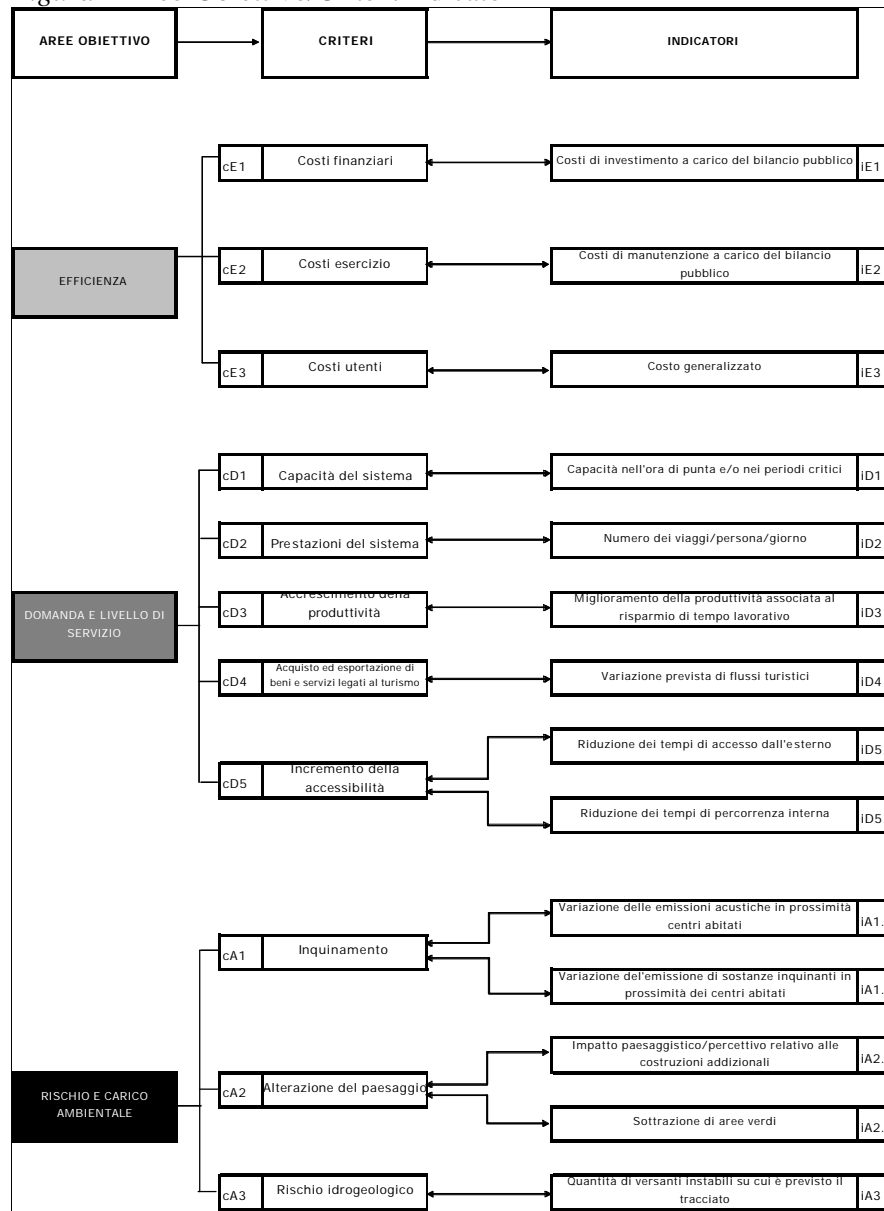 AREE OBIETTIVO
CRITERI
INDICATORI
cE1
Costi finanziari
Costi di investimento a carico del bilancio pubblico
iE1
EFFICIENZA
cE2
Costi esercizio
Costi di manutenzione a carico del bilancio
pubblico
iE2
cE3
Costi utenti
Costo generalizzato
iE3
cD1
Capacità del sistema
Capacità nell'ora di punta e/o nei periodi critici
iD1
cD2
Prestazioni del sistema
Numero dei viaggi/persona/giorno
iD2
DOMANDA E LIVELLO DI
SERVIZIO
cD3
Accrescimento della
produttività
Miglioramento della produttività associata al
risparmio di tempo lavorativo
iD3
cD4
Acquisto ed esportazione di
beni e servizi legati al turismo
Variazione prevista di flussi turistici
iD4
cD5
Incremento della
accessibilità
Riduzione dei tempi di accesso dall'esterno
iD5
Riduzione dei tempi di percorrenza interna
iD5
cA1
Inquinamento
Variazione delle emissioni acustiche in prossimità
centri abitati
iA1.
Variazione del'emissione di sostanze inquinanti in
prossimità dei centri abitati
iA1.
RISCHIO E CARICO
AMBIENTALE
cA2
Alterazione del paesaggio
Impatto paesaggistico/percettivo relativo alle
costruzioni addizionali
iA2.
Sottrazione di aree verdi
iA2.
cA3
Rischio idrogeologico
Quantità di versanti instabili su cui è previsto il
tracciato
iA3